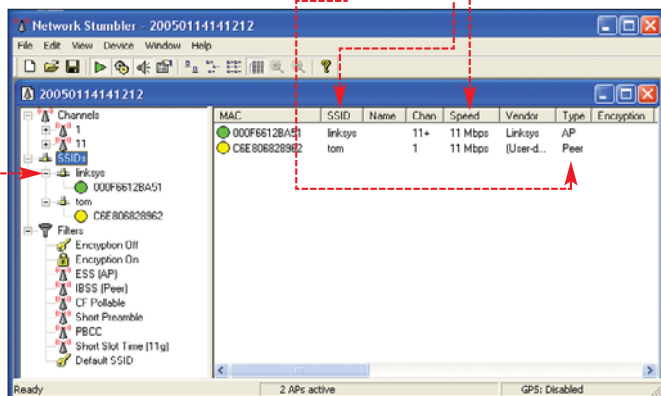 Network Stumbler - 20050114141212
File Edit View Device Window Help
20050114141212
Channels
1
11
SSIDs
linksys
000F6612BA51
tom
C6E806828962
Filters
Encryption Off
Encryption On
ESS (AP)
IBSS (Peer)
CF Pollable
Short Preamble
PBCC
Short Slot Time (11g)
Default SSID
MAC SSID Name Chan Speed Vendor Type Encryption
000F6612BA51 linksys 11+ 11 Mbps Linksys AP
C6E806828962 tom 1 11 Mbps (User-d... Peer
Ready 2 APs active GPS: Disabled